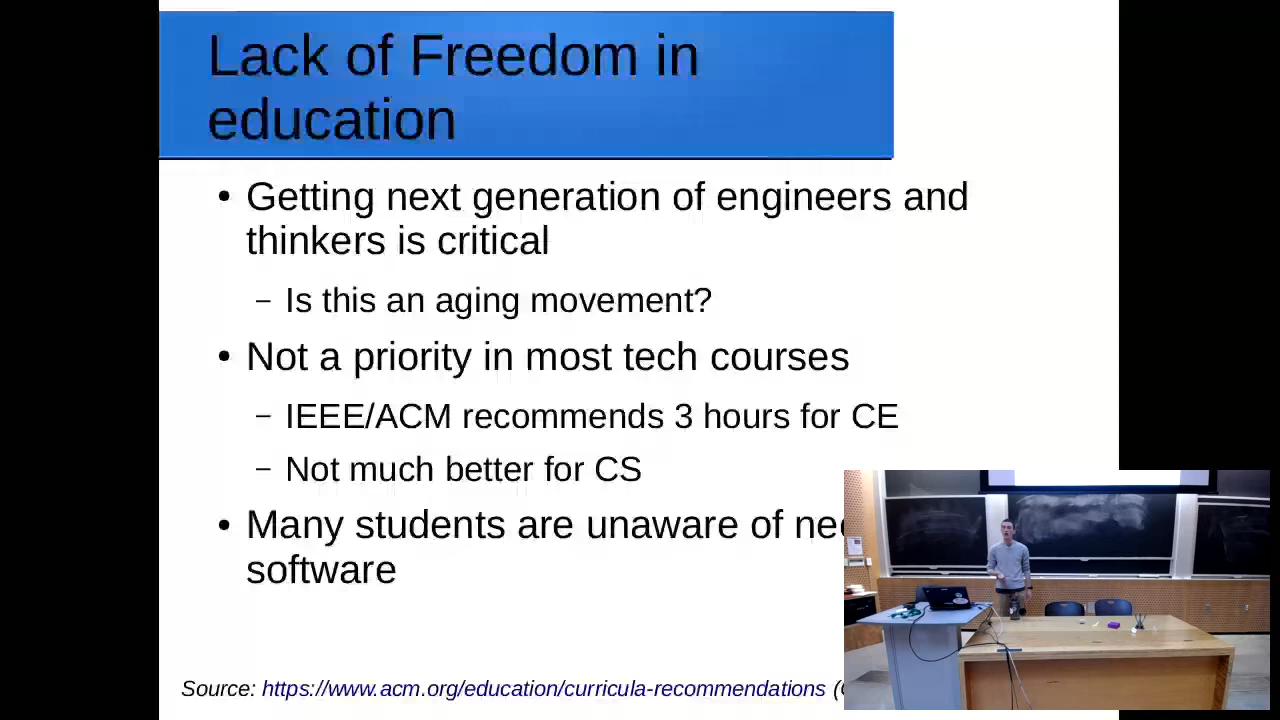 Lack of Freedom in
education
• Getting next generation of engineers and
thinkers is critical
– Is this an aging movement?
• Not a priority in most tech courses
– IEEE/ACM recommends 3 hours for CE
– Not much better for CS
• Many students are unaware of
software
Source: https://www.acm.org/education/curricula-recommendations